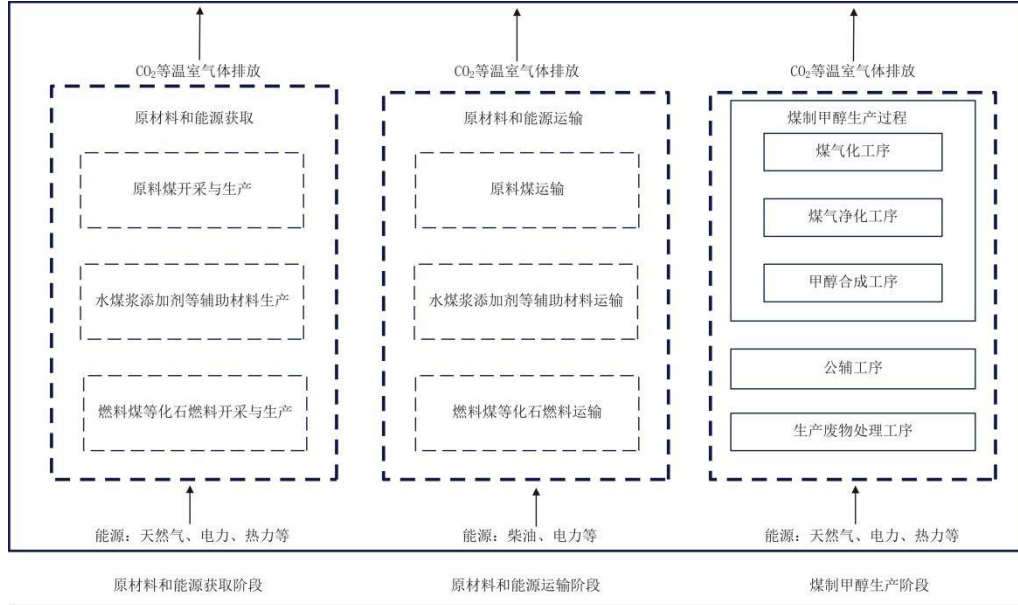 CO₂等温室气体排放
CO₂等温室气体排放
CO₂等温室气体排放
原材料和能源获取
原料煤开采与生产
水煤浆添加剂等辅助材料生产
燃料煤等化石燃料开采与生产
能源：天然气、电力、热力等
原材料和能源获取阶段
原材料和能源运输
原料煤运输
水煤浆添加剂等辅助材料运输
燃料煤等化石燃料运输
能源：柴油、电力等
原材料和能源运输阶段
煤制甲醇生产过程
煤气化工序
煤气净化工序
甲醇合成工序
公辅工序
生产废物处理工序
能源：天然气、电力、热力等
煤制甲醇生产阶段